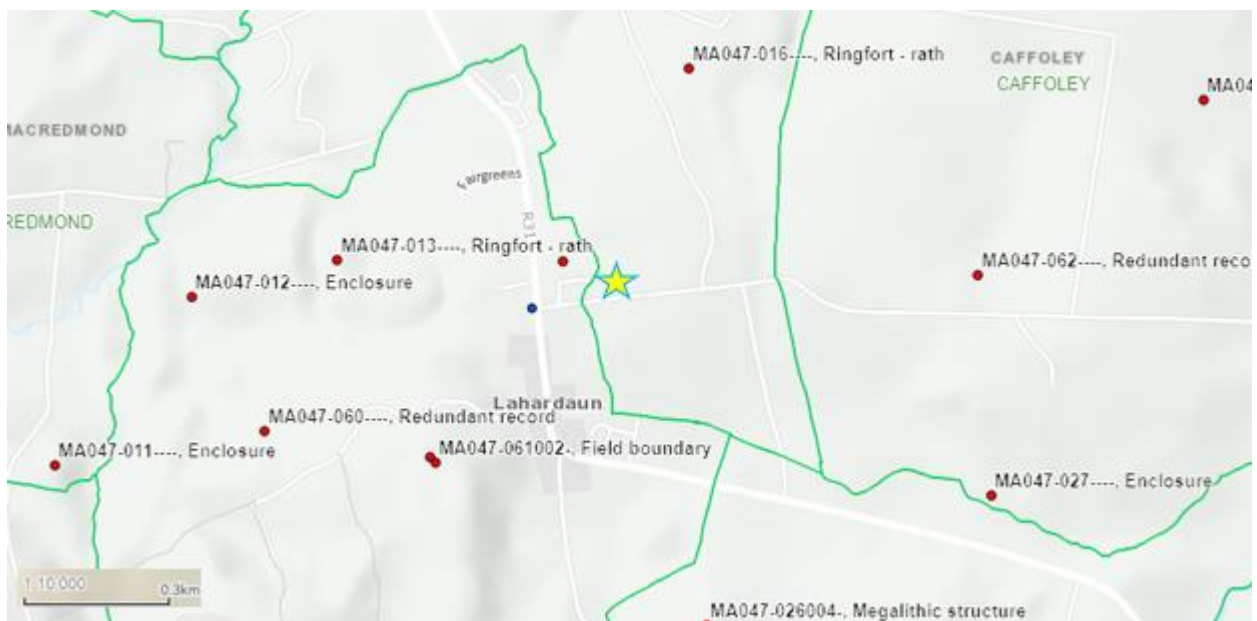 MA047-016----, Ringfort - rath
CAFFOLEY
CAFFOLEY
MA04
MACREDMOND
Fairgreens
REDMOND
R31
MA047-013----, Ringfort - rath
MA047-012----, Enclosure
MA047-062----, Redundant reco
Lahardaun
MA047-060----, Redundant record
MA047-011----, Enclosure
MA047-061002-, Field boundary
MA047-027----, Enclosure
1:10,000
0.3km
MA047-026004-, Megalithic structure